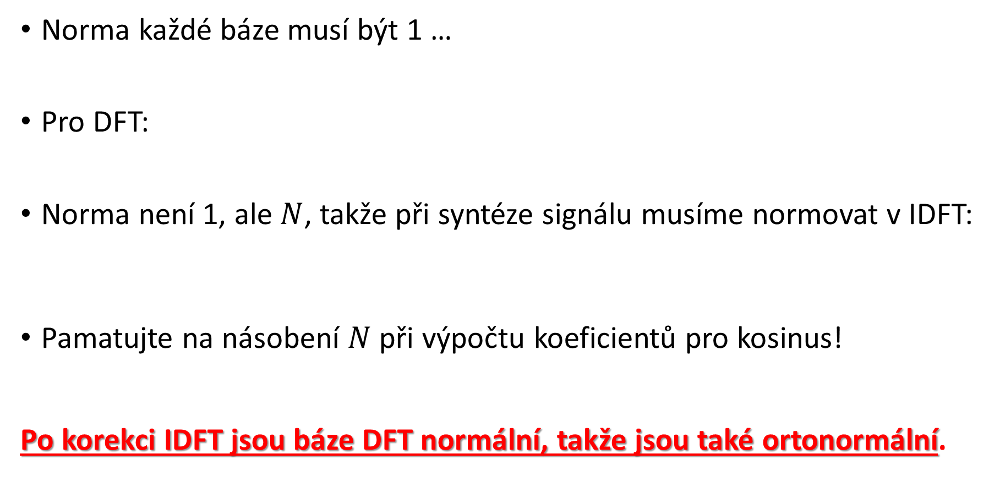 • Norma každé báze musí být 1 …
• Pro DFT:
• Norma není 1, ale N, takže při syntéze signálu musíme normovat v IDFT:
• Pamatujte na násobení N při výpočtu koeficientů pro kosinus!
Po korekci IDFT jsou báze DFT normální, takže jsou také ortonormální.